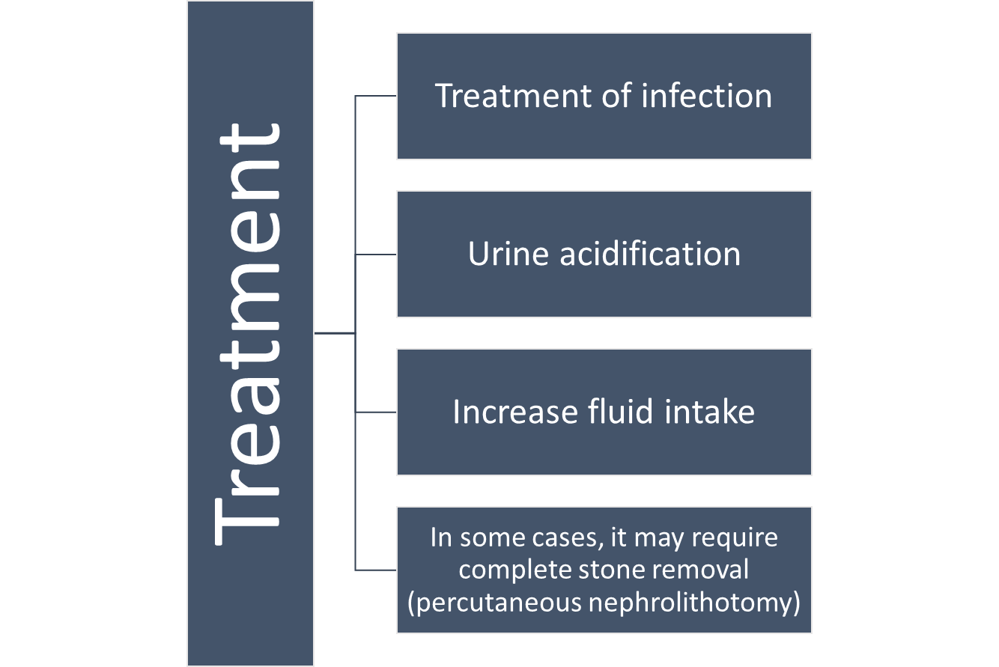 Treatment
Treatment of infection
Urine acidification
Increase fluid intake
In some cases, it may require
complete stone removal
(percutaneous nephrolithotomy)